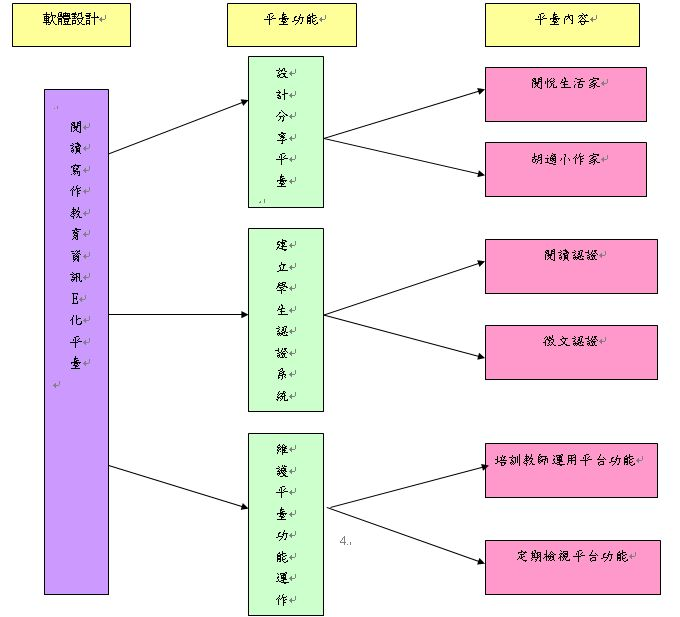 軟體設計
平臺功能
平臺內容
閱讀寫作教育資訊E化平臺
設計分享平臺
建立學生認證系統
維護平臺功能運作
閱悅生活家
胡適小作家
閱讀認證
徵文認證
培訓教師運用平台功能
定期檢視平台功能
4.